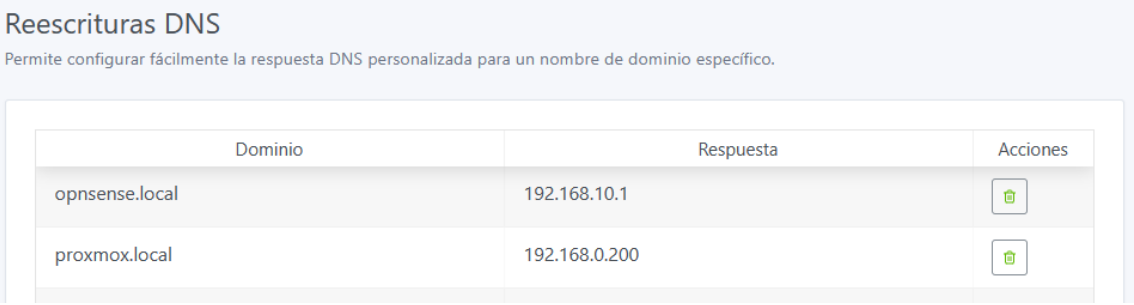 Reescrituras DNS
Permite configurar fácilmente la respuesta DNS personalizada para un nombre de dominio específico.
Dominio Respuesta Acciones
opnsense.local 192.168.10.1
proxmox.local 192.168.0.200